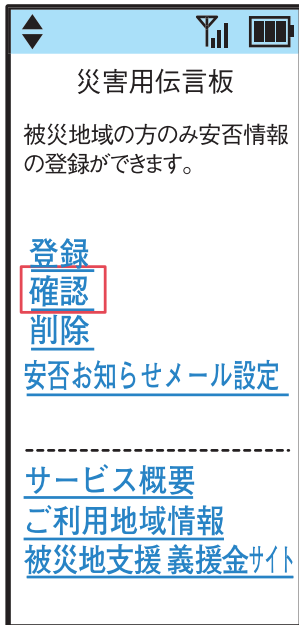 災害用伝言板
被災地域の方のみ安否情報
の登録ができます。
登録
確認
削除
安否お知らせメール設定
サービス概要
ご利用地域情報
被災地支援 義援金サイト